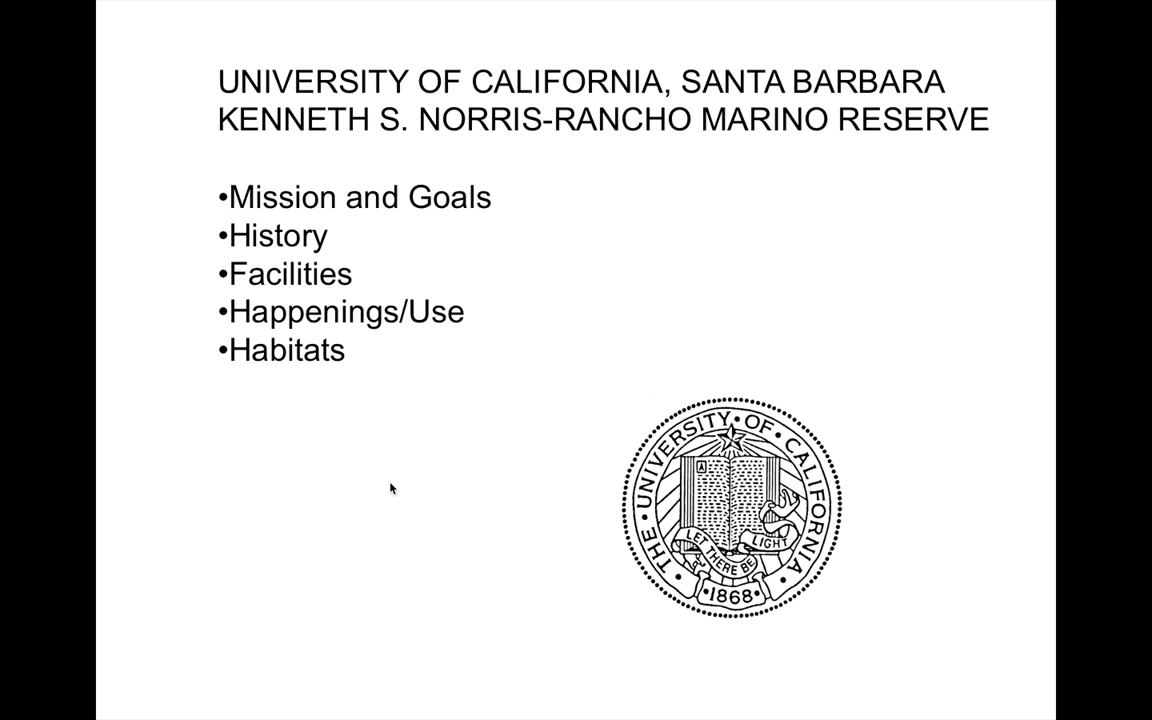 UNIVERSITY OF CALIFORNIA, SANTA BARBARA
KENNETH S. NORRIS-RANCHO MARINO RESERVE
•Mission and Goals
•History
•Facilities
•Happenings/Use
•Habitats
•THE•UNIVERSITY•OF•CALIFORNIA•
A
LET THERE BE LIGHT
•1868•